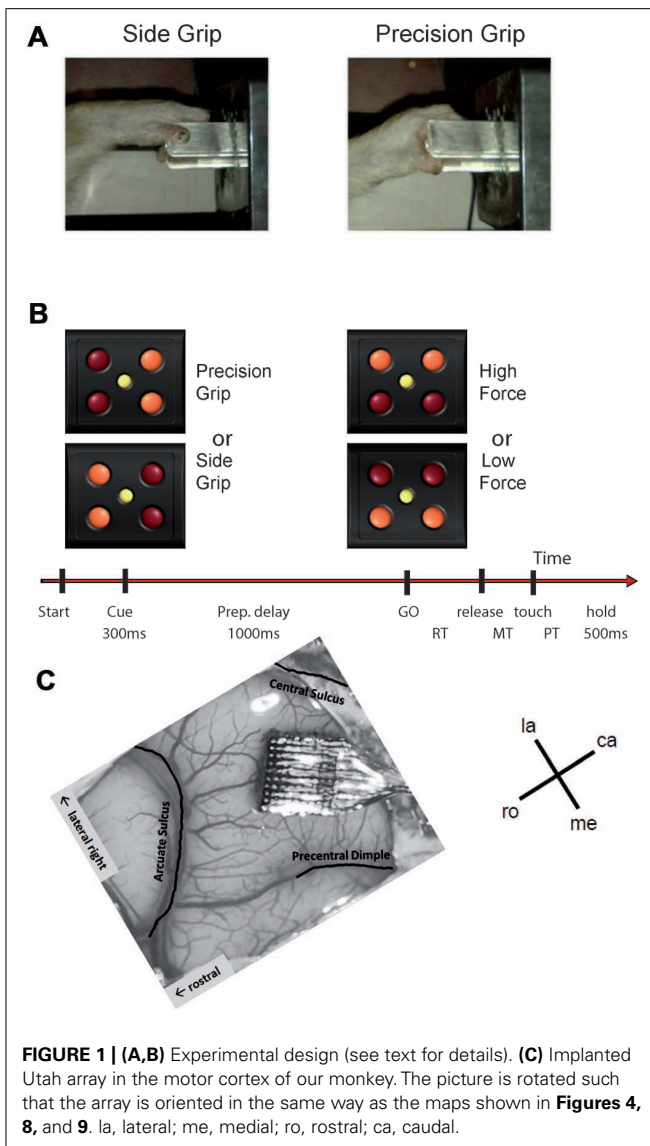 A
Side Grip
Precision Grip
B
Precision
Grip
or
Side
Grip
High
Force
or
Low
Force
Time
Start
Cue
Prep. delay
GO
release
touch
hold
300ms
1000ms
RT
MT
PT
500ms
C
Central Sulcus
← lateral right
Arcuate Sulcus
Precentral Dimple
← rostral
la
ca
ro
me
FIGURE 1 | (A,B) Experimental design (see text for details). (C) Implanted
Utah array in the motor cortex of our monkey. The picture is rotated such
that the array is oriented in the same way as the maps shown in Figures 4,
8, and 9. la, lateral; me, medial; ro, rostral; ca, caudal.